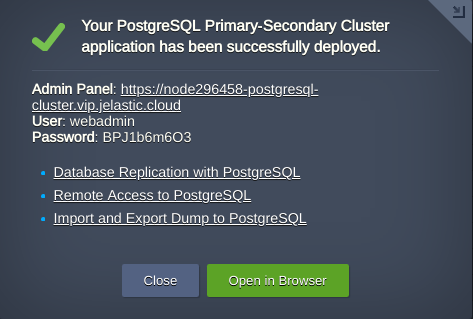 Your PostgreSQL Primary-Secondary Cluster
application has been successfully deployed.
Admin Panel: https://node296458-postgresql-
cluster.vip.jelastic.cloud
User: webadmin
Password: BPJ1b6m6O3
Database Replication with PostgreSQL
Remote Access to PostgreSQL
Import and Export Dump to PostgreSQL
Close Open in Browser